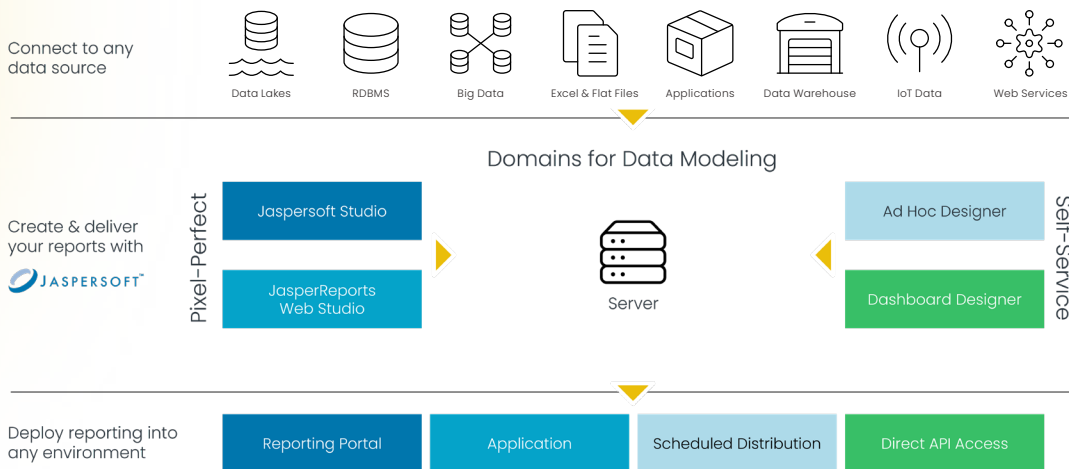 Connect to any
data source
Data Lakes
RDBMS
Big Data
Excel & Flat Files
Applications
Data Warehouse
IoT Data
Web Services
Domains for Data Modeling
Create & deliver
your reports with
JASPERSOFT™
Pixel-Perfect
Jaspersoft Studio
JasperReports
Web Studio
Server
Ad Hoc Designer
Dashboard Designer
Self-Service
Deploy reporting into
any environment
Reporting Portal
Application
Scheduled Distribution
Direct API Access